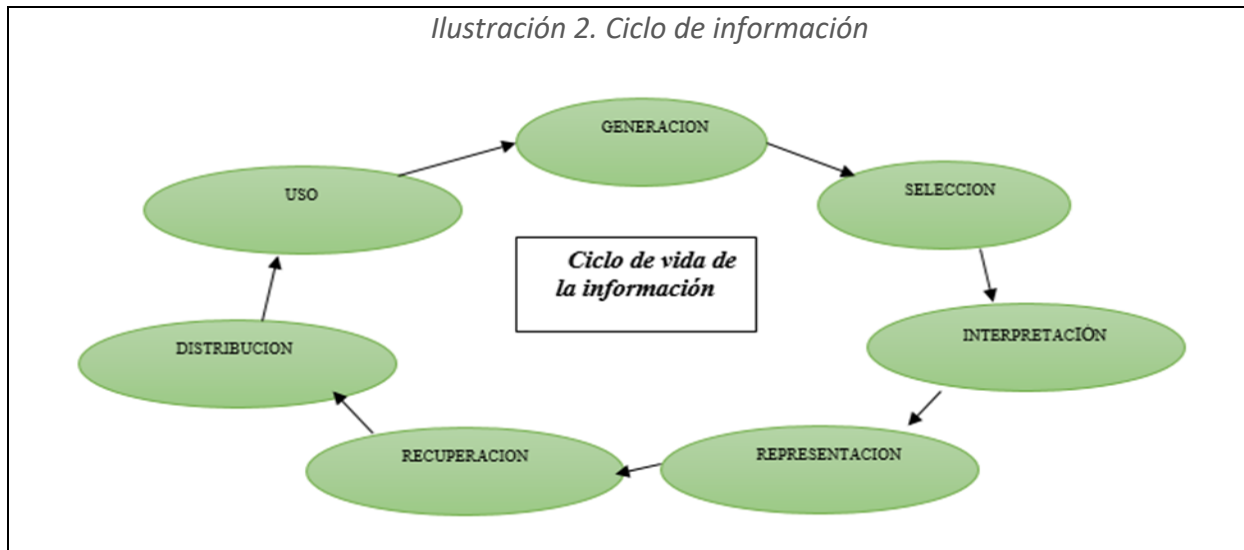 Ilustración 2. Ciclo de información
GENERACION
SELECCION
INTERPRETACIÓN
REPRESENTACION
RECUPERACION
DISTRIBUCION
USO
Ciclo de vida de
la información